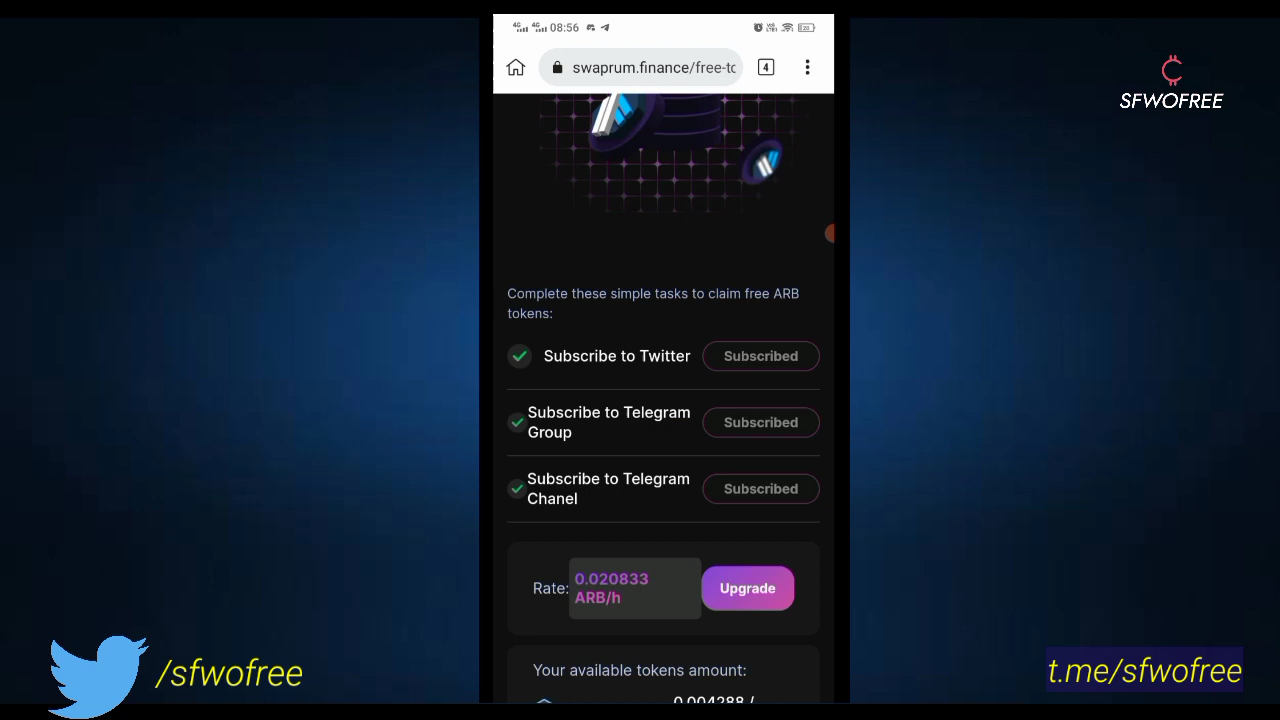 08:56
swaprum.finance/free-tc
4
SFWOFREE
Complete these simple tasks to claim free ARB
tokens:
Subscribe to Twitter
Subscribed
Subscribe to Telegram
Group
Subscribed
Subscribe to Telegram
Chanel
Subscribed
Rate:
0.020833
ARB/h
Upgrade
Your available tokens amount:
0.004288 /
/sfwofree
t.me/sfwofree